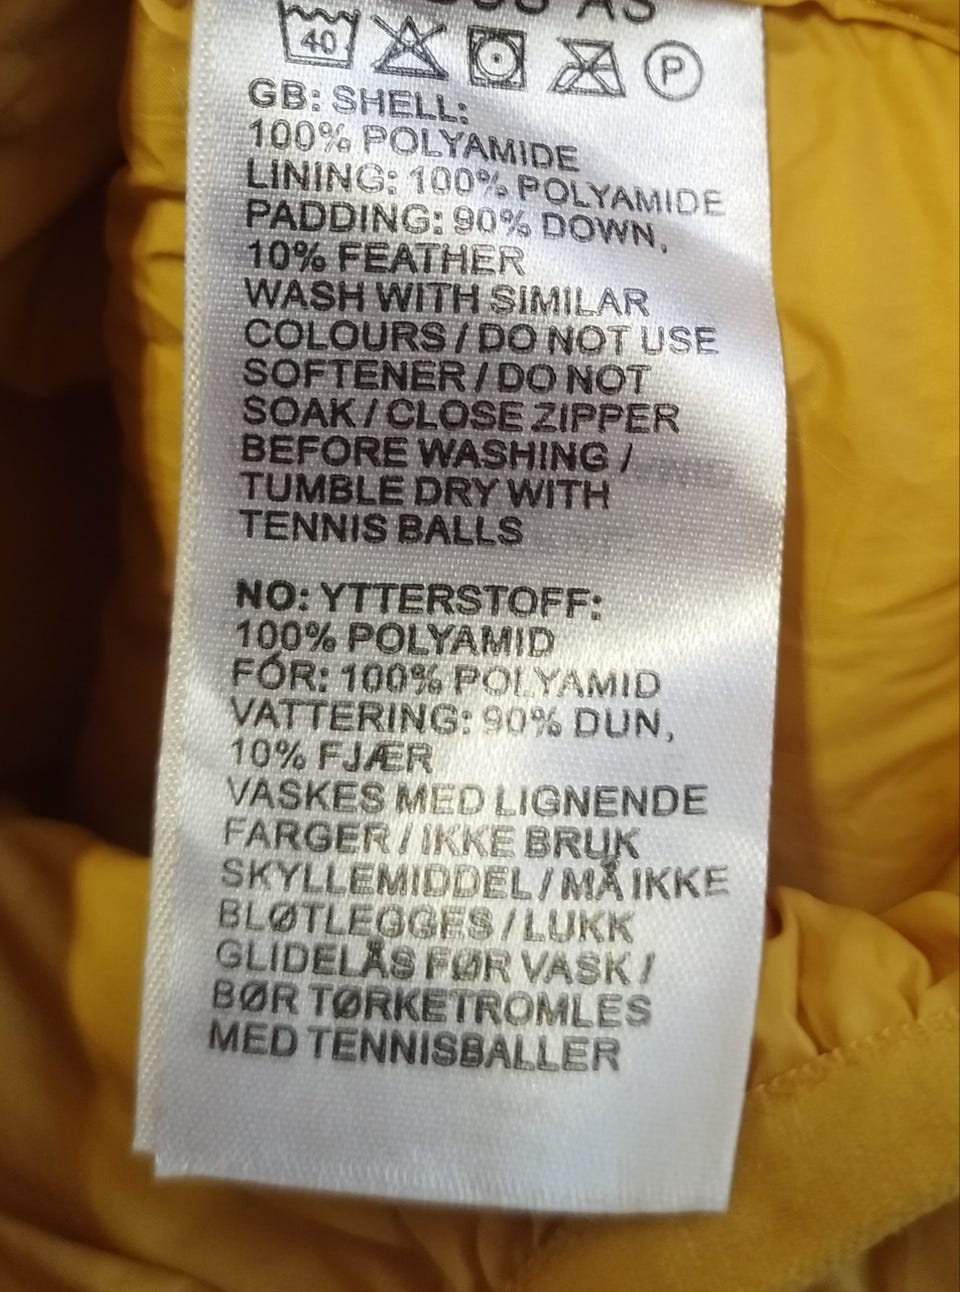 AS
40
P
GB: SHELL:
100% POLYAMIDE
LINING: 100% POLYAMIDE
PADDING: 90% DOWN,
10% FEATHER
WASH WITH SIMILAR
COLOURS / DO NOT USE
SOFTENER / DO NOT
SOAK / CLOSE ZIPPER
BEFORE WASHING /
TUMBLE DRY WITH
TENNIS BALLS
NO: YTTERSTOFF:
100% POLYAMID
FÓR: 100% POLYAMID
VATTERING: 90% DUN,
10% FJÆR
VASKES MED LIGNENDE
FARGER / IKKE BRUK
SKYLLEMIDDEL / MÅ IKKE
BLØTLEGGES / LUKK
GLIDELÅS FØR VASK /
BØR TØRKETROMLES
MED TENNISBALLER